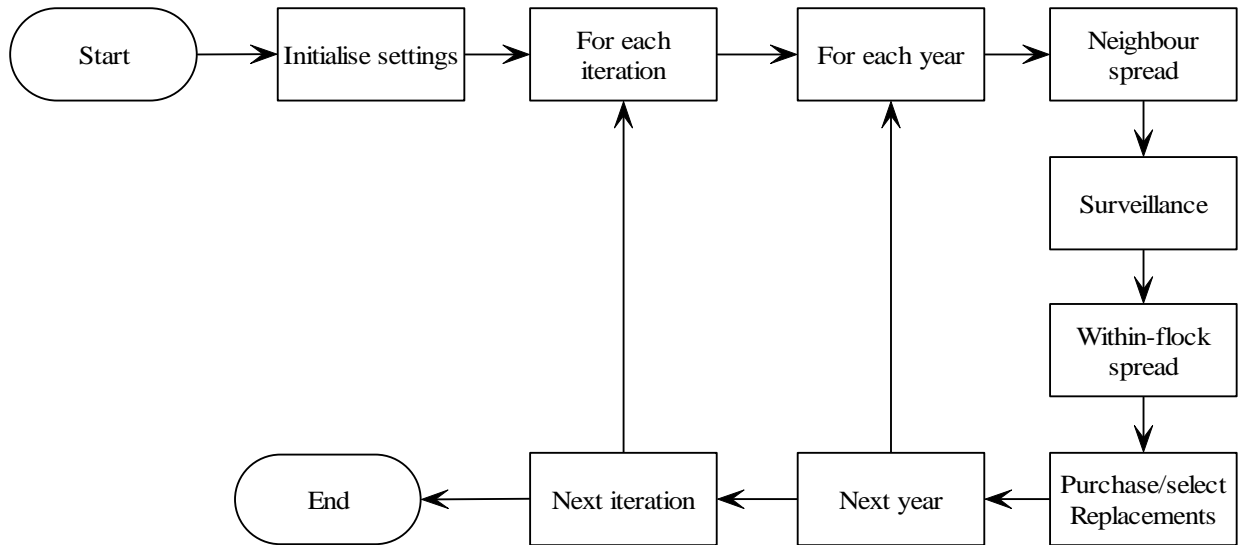 Start
Initialise settings
For each
iteration
For each year
Neighbour
spread
Surveillance
Within-flock
spread
Purchase/select
Replacements
Next year
Next iteration
End